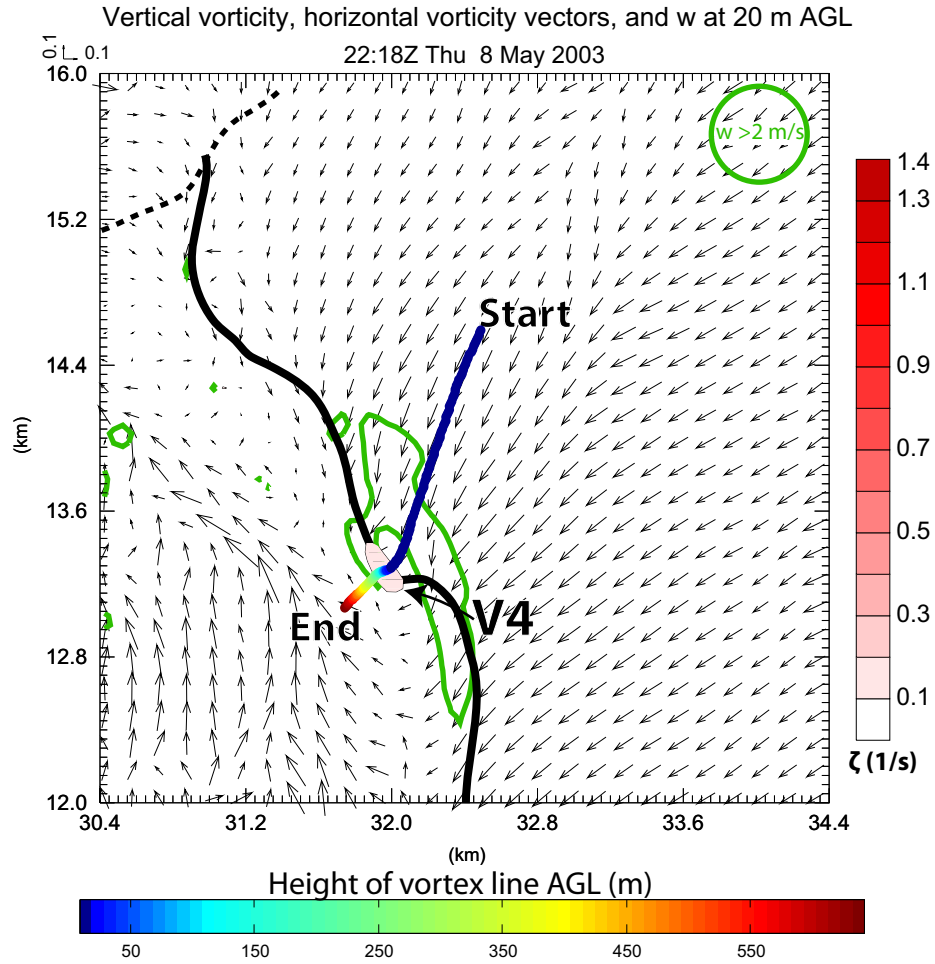 Vertical vorticity, horizontal vorticity vectors, and w at 20 m AGL
22:18Z Thu 8 May 2003
0.1
0.1
16.0
15.2
14.4
13.6
12.8
12.0
(km)
w >2 m/s
Start
End
V4
30.4 31.2 32.0 32.8 33.6 34.4
(km)
1.4
1.3
1.1
0.9
0.7
0.5
0.3
0.1
ζ (1/s)
Height of vortex line AGL (m)
50 150 250 350 450 550